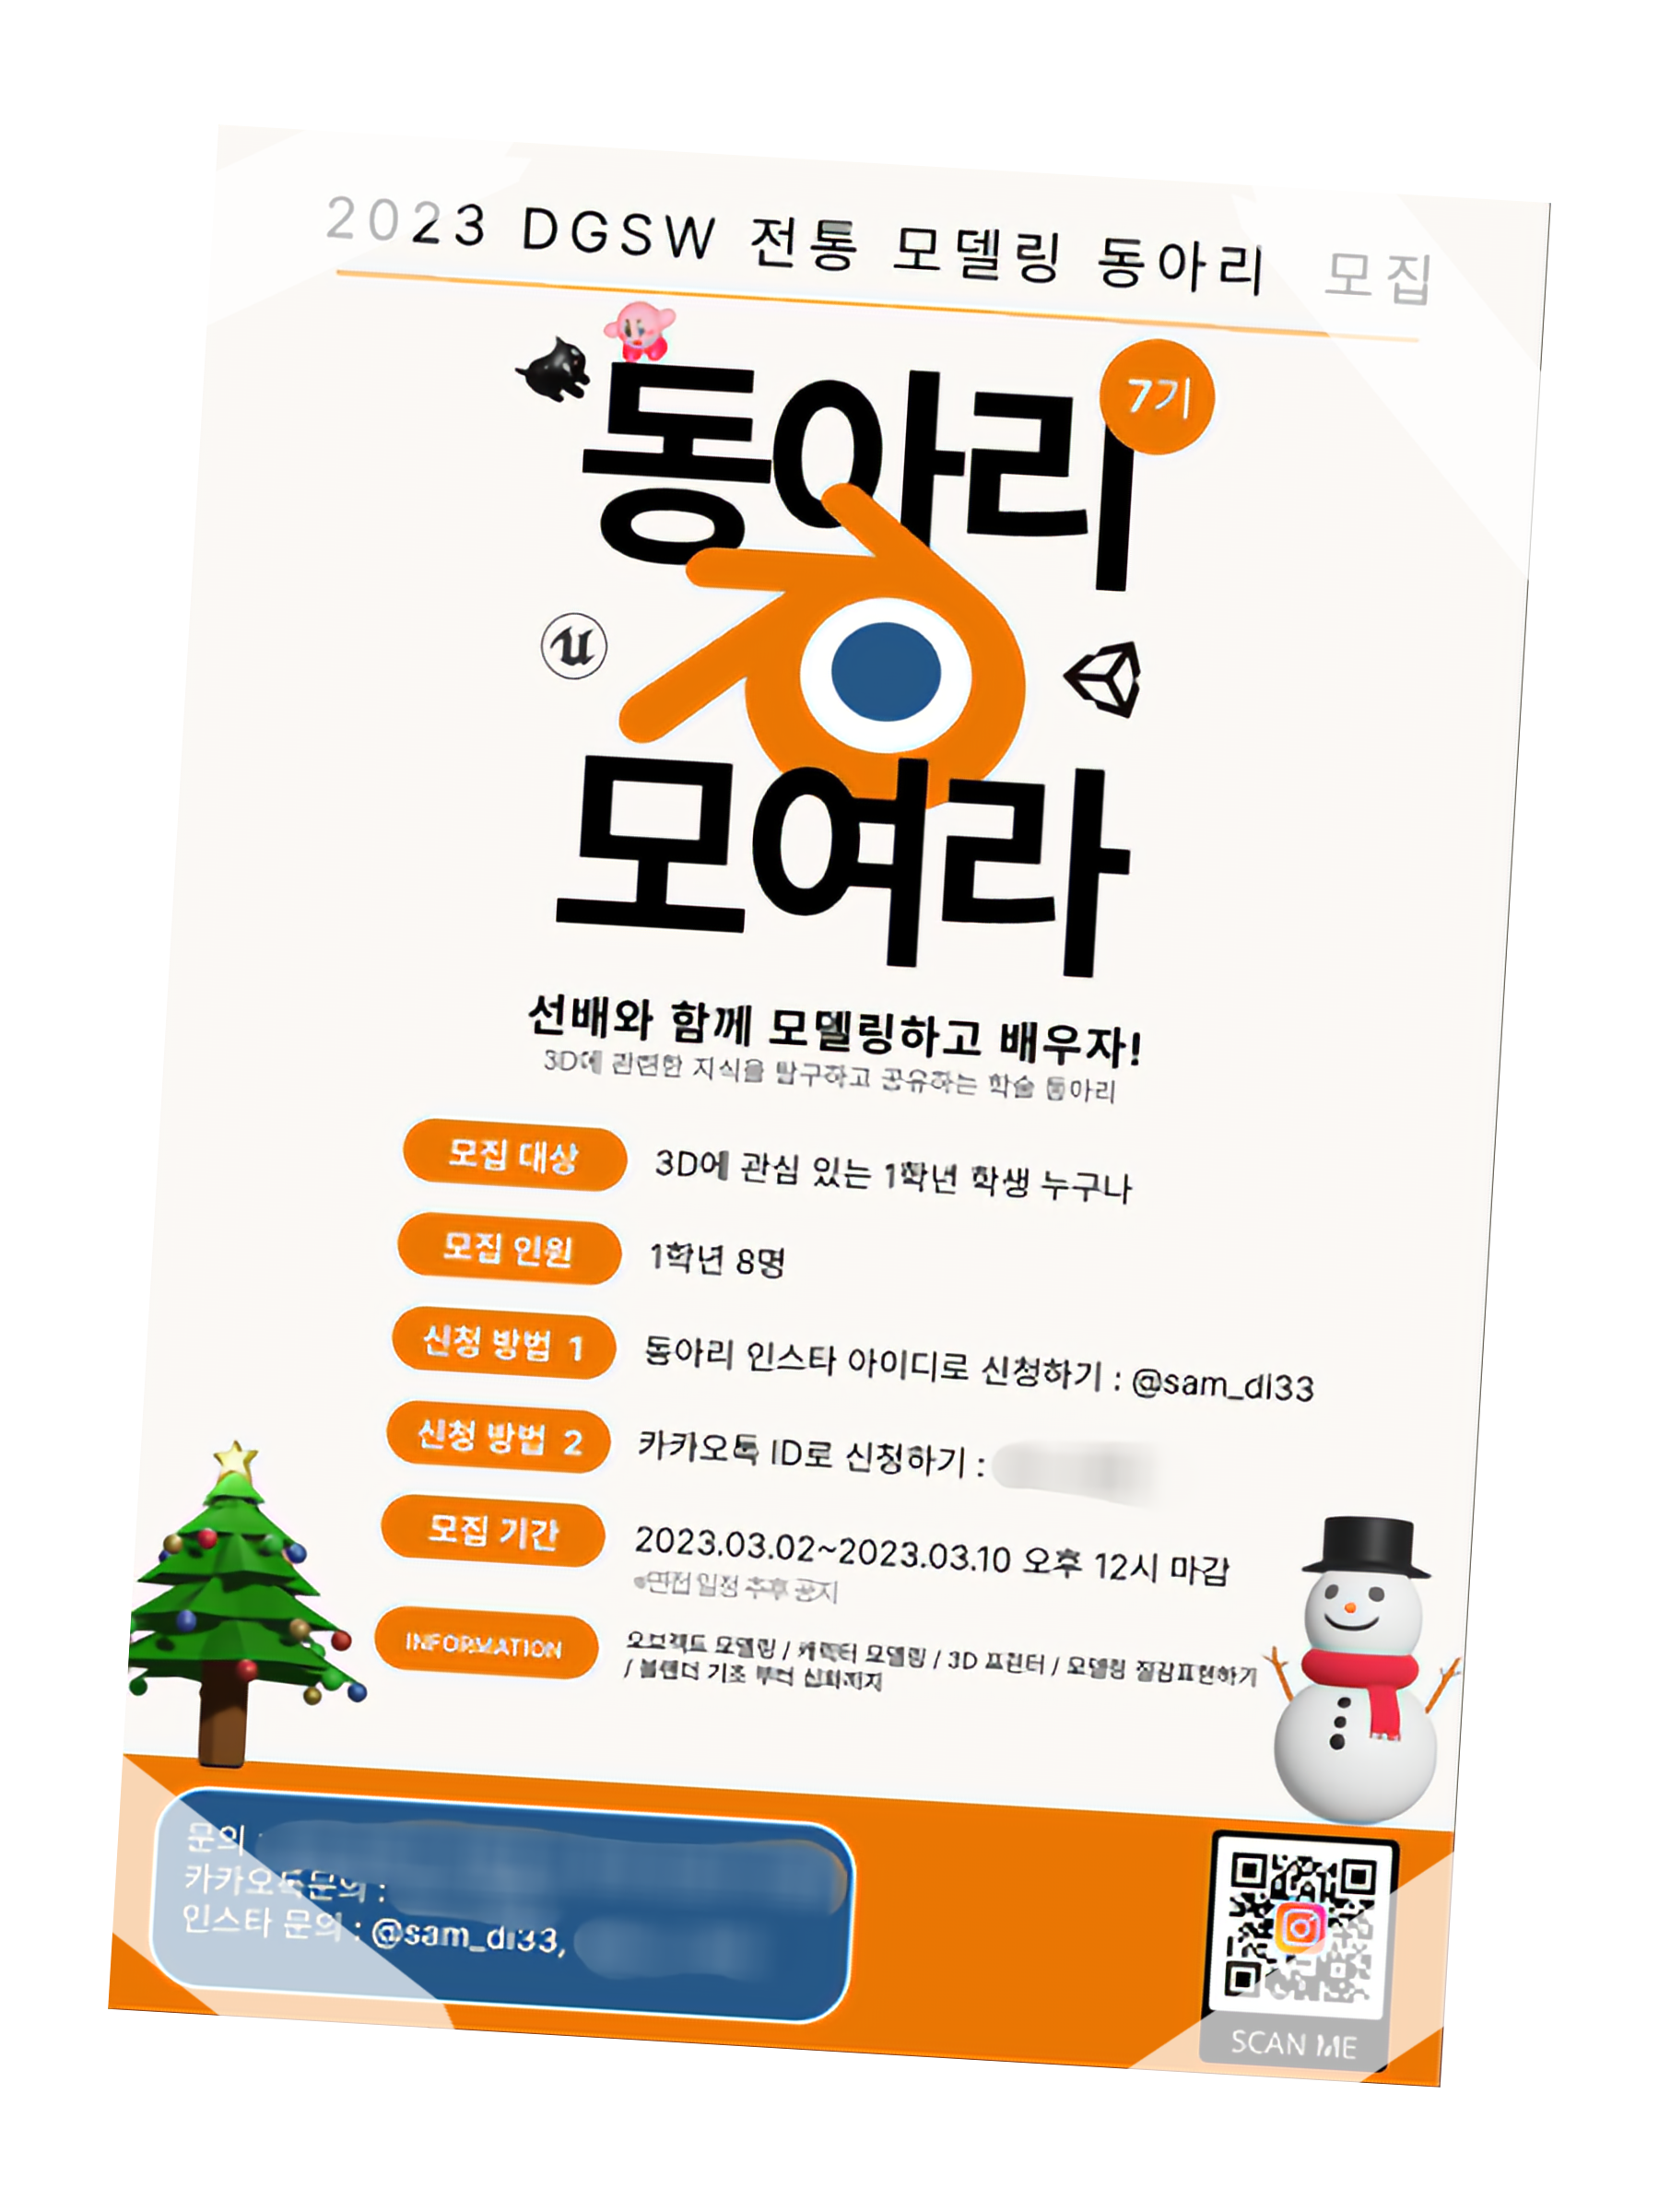 2023 DGSW 전통 모델링 동아리 모집
7기
동아리
모여라
선배와 함께 모델링하고 배우자!
3D에 관련한 지식을 탐구하고 공유하는 학술 동아리
모집 대상 3D에 관심 있는 1학년 학생 누구나
모집 인원 1학년 8명
신청 방법 1 동아리 인스타 아이디로 신청하기 : @sam_di33
신청 방법 2 카카오톡 ID로 신청하기 :
모집 기간 2023.03.02~2023.03.10 오후 12시 마감
*면접 일정 추후 공지
INFORMATION 오브젝트 모델링 / 캐릭터 모델링 / 3D 프린터 / 모델링 질감표현하기
/ 블렌더 기초 부터 심화까지
문의 :
카카오톡문의 :
인스타 문의 : @sam_di33,
SCAN ME